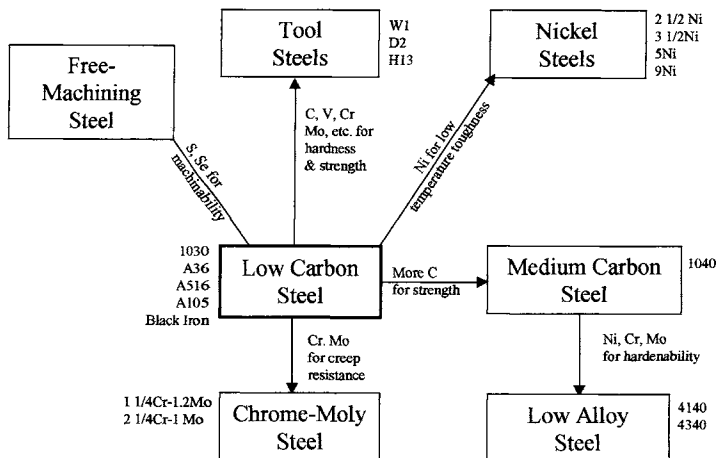 Tool
Steels
W1
D2
H13
Nickel
Steels
2 1/2 Ni
3 1/2Ni
5Ni
9Ni
Free-
Machining
Steel
S, Se for
machinability
C, V, Cr
Mo, etc. for
hardness
& strength
Ni for low
temperature toughness
1030
A36
A516
A105
Black Iron
Low Carbon
Steel
More C
for strength
Medium Carbon
Steel
1040
Cr. Mo
for creep
resistance
Ni, Cr, Mo
for hardenability
1 1/4Cr-1.2Mo
2 1/4Cr-1 Mo
Chrome-Moly
Steel
Low Alloy
Steel
4140
4340